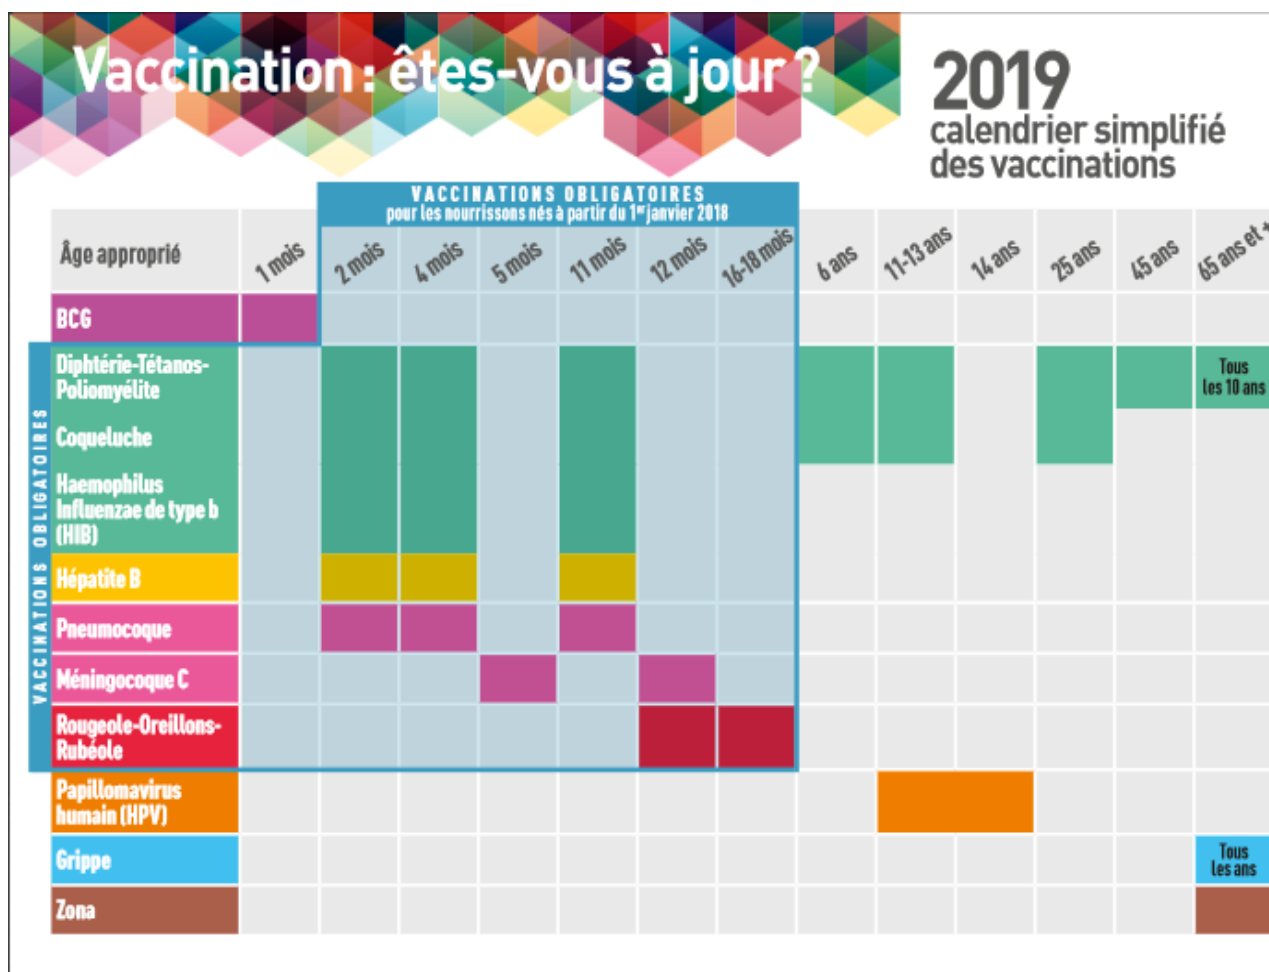 Vaccination : êtes-vous à jour ?
2019
calendrier simplifié
des vaccinations
VACCINATIONS OBLIGATOIRES
pour les nourrissons nés à partir du 1er janvier 2018
Âge approprié
1 mois
2 mois
4 mois
5 mois
11 mois
12 mois
16-18 mois
6 ans
11-13 ans
14 ans
25 ans
45 ans
65 ans et +
VACCINATIONS OBLIGATOIRES
BCG
Diphtérie-Tétanos-
Poliomyélite
Tous
les 10 ans
Coqueluche
Haemophilus
Influenzae de type b
(HIB)
Hépatite B
Pneumocoque
Méningocoque C
Rougeole-Oreillons-
Rubéole
Papillomavirus
humain (HPV)
Grippe
Tous
les ans
Zona